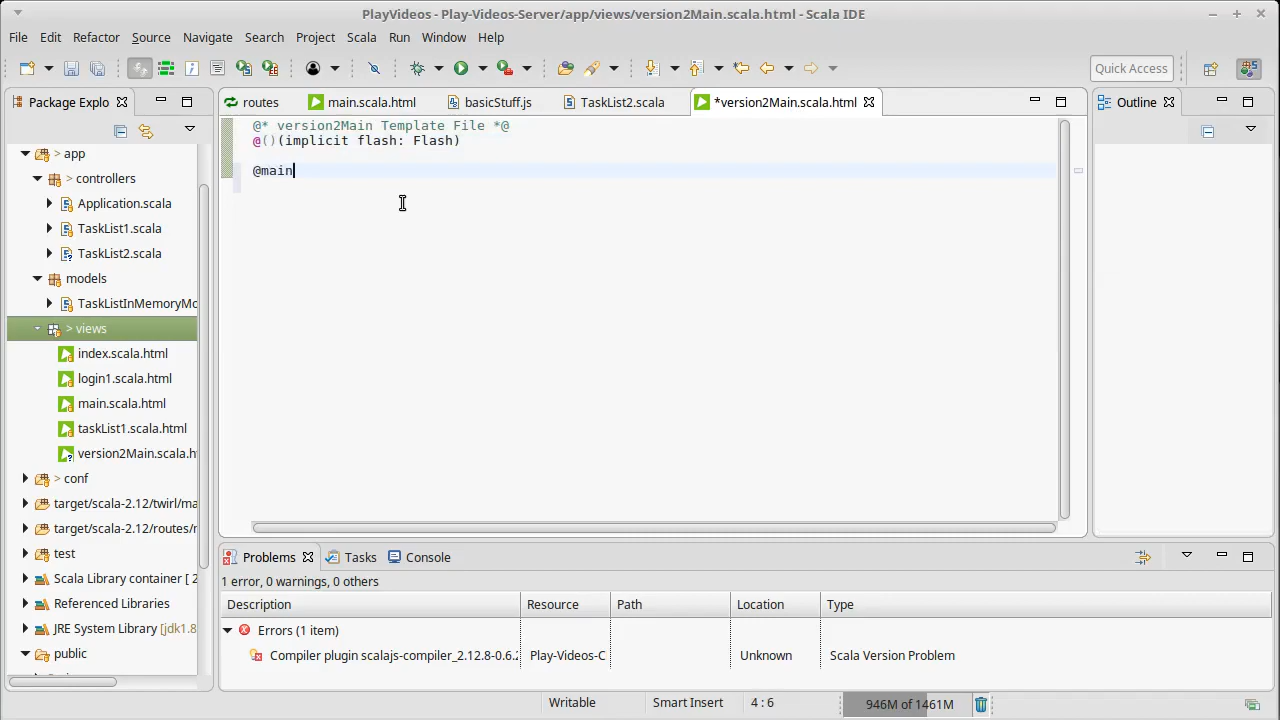 PlayVideos - Play-Videos-Server/app/views/version2Main.scala.html - Scala IDE
File Edit Refactor Source Navigate Search Project Scala Run Window Help
Quick Access
Package Explo
routes
main.scala.html
basicStuff.js
TaskList2.scala
*version2Main.scala.html
Outline
> app
> controllers
Application.scala
TaskList1.scala
TaskList2.scala
models
TaskListInMemoryMo
> views
index.scala.html
login1.scala.html
main.scala.html
taskList1.scala.html
version2Main.scala.h
> conf
target/scala-2.12/twirl/ma
target/scala-2.12/routes/r
test
Scala Library container [ 2
Referenced Libraries
JRE System Library [jdk1.8
public
@* version2Main Template File *@
@()(implicit flash: Flash)
@main
Problems
Tasks
Console
1 error, 0 warnings, 0 others
Description Resource Path Location Type
Errors (1 item)
Compiler plugin scalajs-compiler_2.12.8-0.6.2 Play-Videos-C Unknown Scala Version Problem
Writable Smart Insert 4 : 6 946M of 1461M